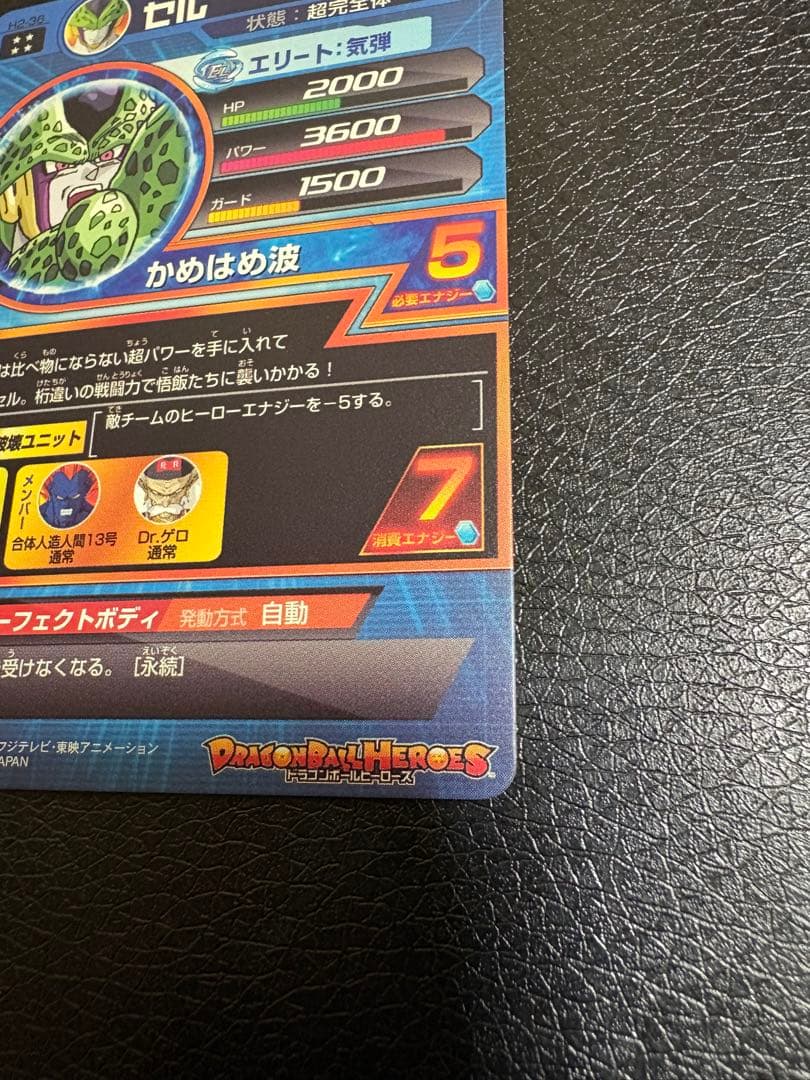 H2-36
セル
状態：超完全体
エリート：気弾
HP 2000
パワー 3600
ガード 1500
かめはめ波
5
必要エナジー
は比べ物にならない超パワーを手に入れて
セル。桁違いの戦闘力で悟飯たちに襲いかかる！
破壊ユニット
敵チームのヒーローエナジーを−5する。
メンバー
合体人造人間13号
通常
Dr.ゲロ
通常
7
消費エナジー
ーフェクトボディ 発動方式 自動
受けなくなる。［永続］
フジテレビ・東映アニメーション
JAPAN
DRAGONBALL HEROES
ドラゴンボールヒーローズ